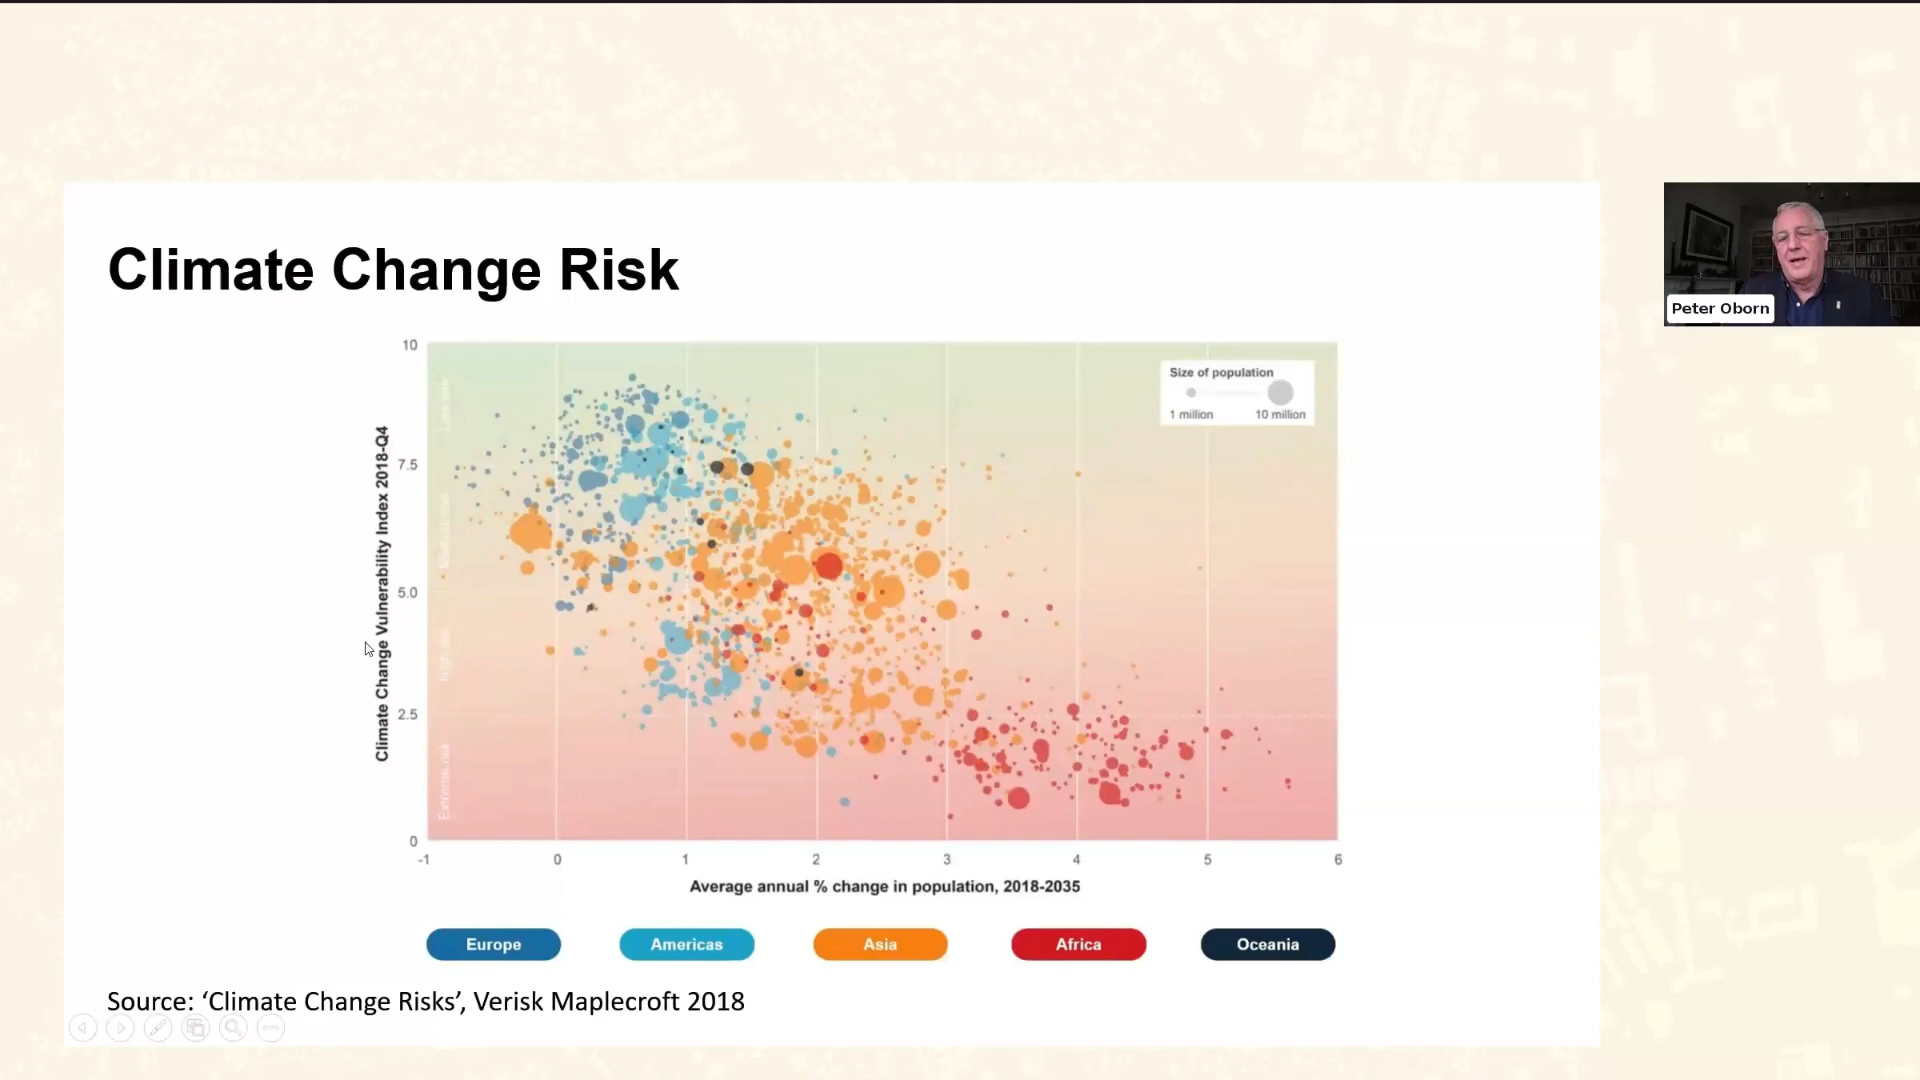 Climate Change Risk
Peter Oborn
Climate Change Vulnerability Index 2018-Q4
10
7.5
5.0
2.5
0
Extreme risk
Size of population
1 million 10 million
-1 0 1 2 3 4 5 6
Average annual % change in population, 2018-2035
Europe Americas Asia Africa Oceania
Source: ‘Climate Change Risks’, Verisk Maplecroft 2018